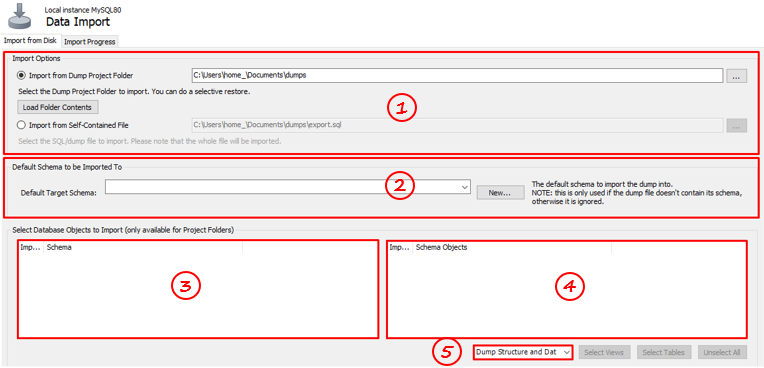 Local instance MySQL80
Data Import
Import from Disk Import Progress
Import Options
Import from Dump Project Folder C:\Users\home_\Documents\dumps ...
Select the Dump Project Folder to import. You can do a selective restore.
Load Folder Contents
1
Import from Self-Contained File C:\Users\home_\Documents\dumps\export.sql ...
Select the SQL/dump file to import. Please note that the whole file will be imported.
Default Schema to be Imported To
Default Target Schema: 2 New... The default schema to import the dump into.
NOTE: this is only used if the dump file doesn't contain its schema,
otherwise it is ignored.
Select Database Objects to Import (only available for Project Folders)
Imp... Schema Imp... Schema Objects
3 4
5 Dump Structure and Dat Select Views Select Tables Unselect All